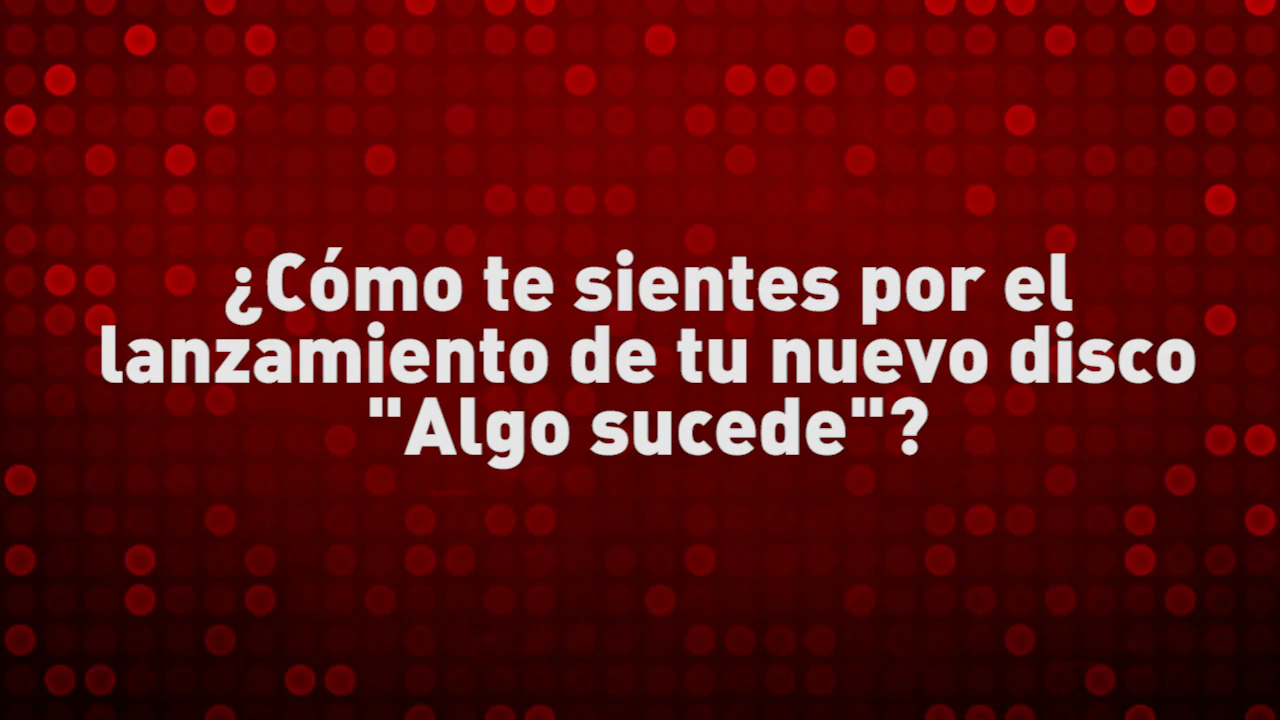 ¿Cómo te sientes por el
lanzamiento de tu nuevo disco
"Algo sucede"?